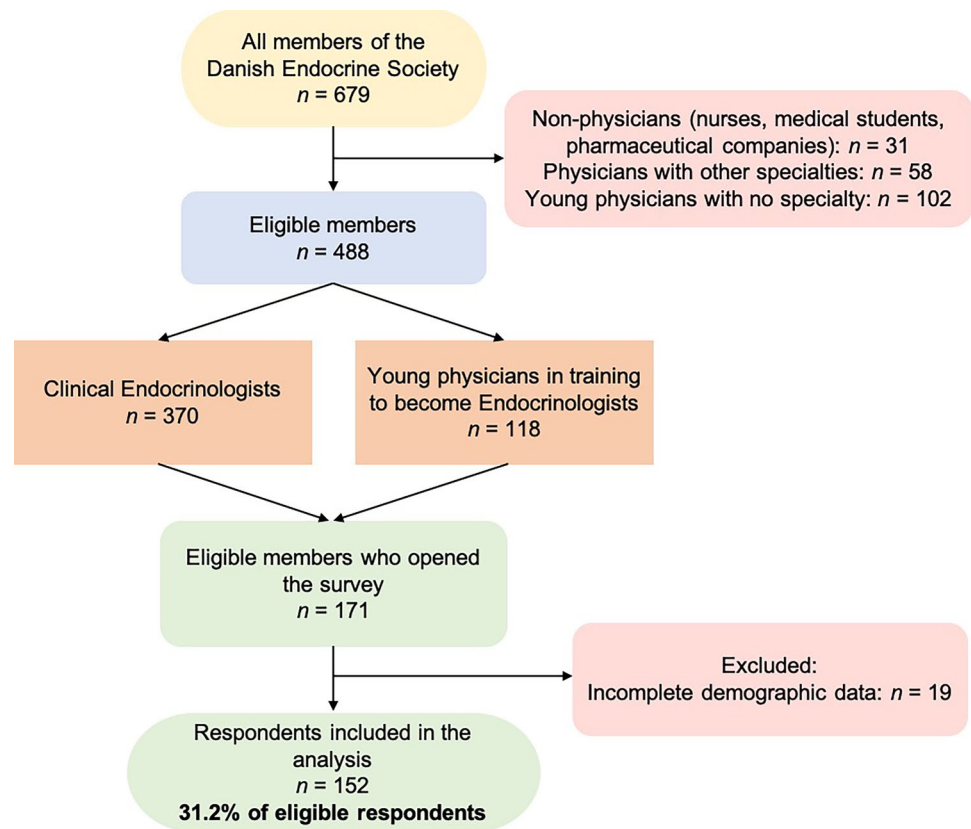 All members of the
Danish Endocrine Society
n = 679
Non-physicians (nurses, medical students,
pharmaceutical companies): n = 31
Physicians with other specialties: n = 58
Young physicians with no specialty: n = 102
Eligible members
n = 488
Clinical Endocrinologists
n = 370
Young physicians in training
to become Endocrinologists
n = 118
Eligible members who opened
the survey
n = 171
Excluded:
Incomplete demographic data: n = 19
Respondents included in the
analysis
n = 152
31.2% of eligible respondents